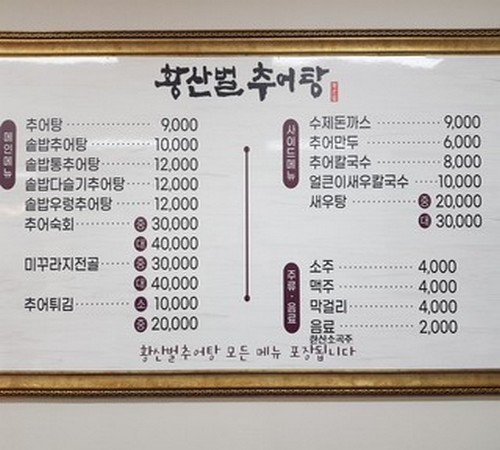 황산벌 추어탕
메인메뉴
추어탕 9,000
솥밥추어탕 10,000
솥밥통추어탕 12,000
솥밥다슬기추어탕 12,000
솥밥우렁추어탕 12,000
추어숙회 중 30,000
대 40,000
미꾸라지전골 중 30,000
대 40,000
추어튀김 소 10,000
중 20,000
사이드메뉴
수제돈까스 9,000
추어만두 6,000
추어칼국수 8,000
얼큰이새우칼국수 10,000
새우탕 중 20,000
대 30,000
주류·음료
소주 4,000
맥주 4,000
막걸리 4,000
음료 2,000
한산소곡주
황산벌추어탕 모든 메뉴 포장됩니다